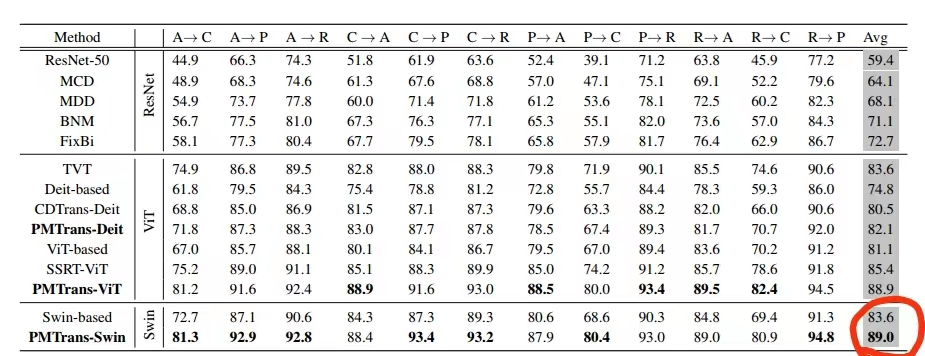 Method A→ C A→ P A → R C → A C → P C → R P→ A P→ C P→ R R→ A R→ C R→ P Avg
ResNet-50 44.9 66.3 74.3 51.8 61.9 63.6 52.4 39.1 71.2 63.8 45.9 77.2 59.4
MCD 48.9 68.3 74.6 61.3 67.6 68.8 57.0 47.1 75.1 69.1 52.2 79.6 64.1
MDD ResNet 54.9 73.7 77.8 60.0 71.4 71.8 61.2 53.6 78.1 72.5 60.2 82.3 68.1
BNM 56.7 77.5 81.0 67.3 76.3 77.1 65.3 55.1 82.0 73.6 57.0 84.3 71.1
FixBi 58.1 77.3 80.4 67.7 79.5 78.1 65.8 57.9 81.7 76.4 62.9 86.7 72.7
TVT 74.9 86.8 89.5 82.8 88.0 88.3 79.8 71.9 90.1 85.5 74.6 90.6 83.6
Deit-based 61.8 79.5 84.3 75.4 78.8 81.2 72.8 55.7 84.4 78.3 59.3 86.0 74.8
CDTrans-Deit 68.8 85.0 86.9 81.5 87.1 87.3 79.6 63.3 88.2 82.0 66.0 90.6 80.5
PMTrans-Deit ViT 71.8 87.3 88.3 83.0 87.7 87.8 78.5 67.4 89.3 81.7 70.7 92.0 82.1
ViT-based 67.0 85.7 88.1 80.1 84.1 86.7 79.5 67.0 89.4 83.6 70.2 91.2 81.1
SSRT-ViT 75.2 89.0 91.1 85.1 88.3 89.9 85.0 74.2 91.2 85.7 78.6 91.8 85.4
PMTrans-ViT 81.2 91.6 92.4 88.9 91.6 93.0 88.5 80.0 93.4 89.5 82.4 94.5 88.9
Swin-based Swin 72.7 87.1 90.6 84.3 87.3 89.3 80.6 68.6 90.3 84.8 69.4 91.3 83.6
PMTrans-Swin 81.3 92.9 92.8 88.4 93.4 93.2 87.9 80.4 93.0 89.0 80.9 94.8 89.0